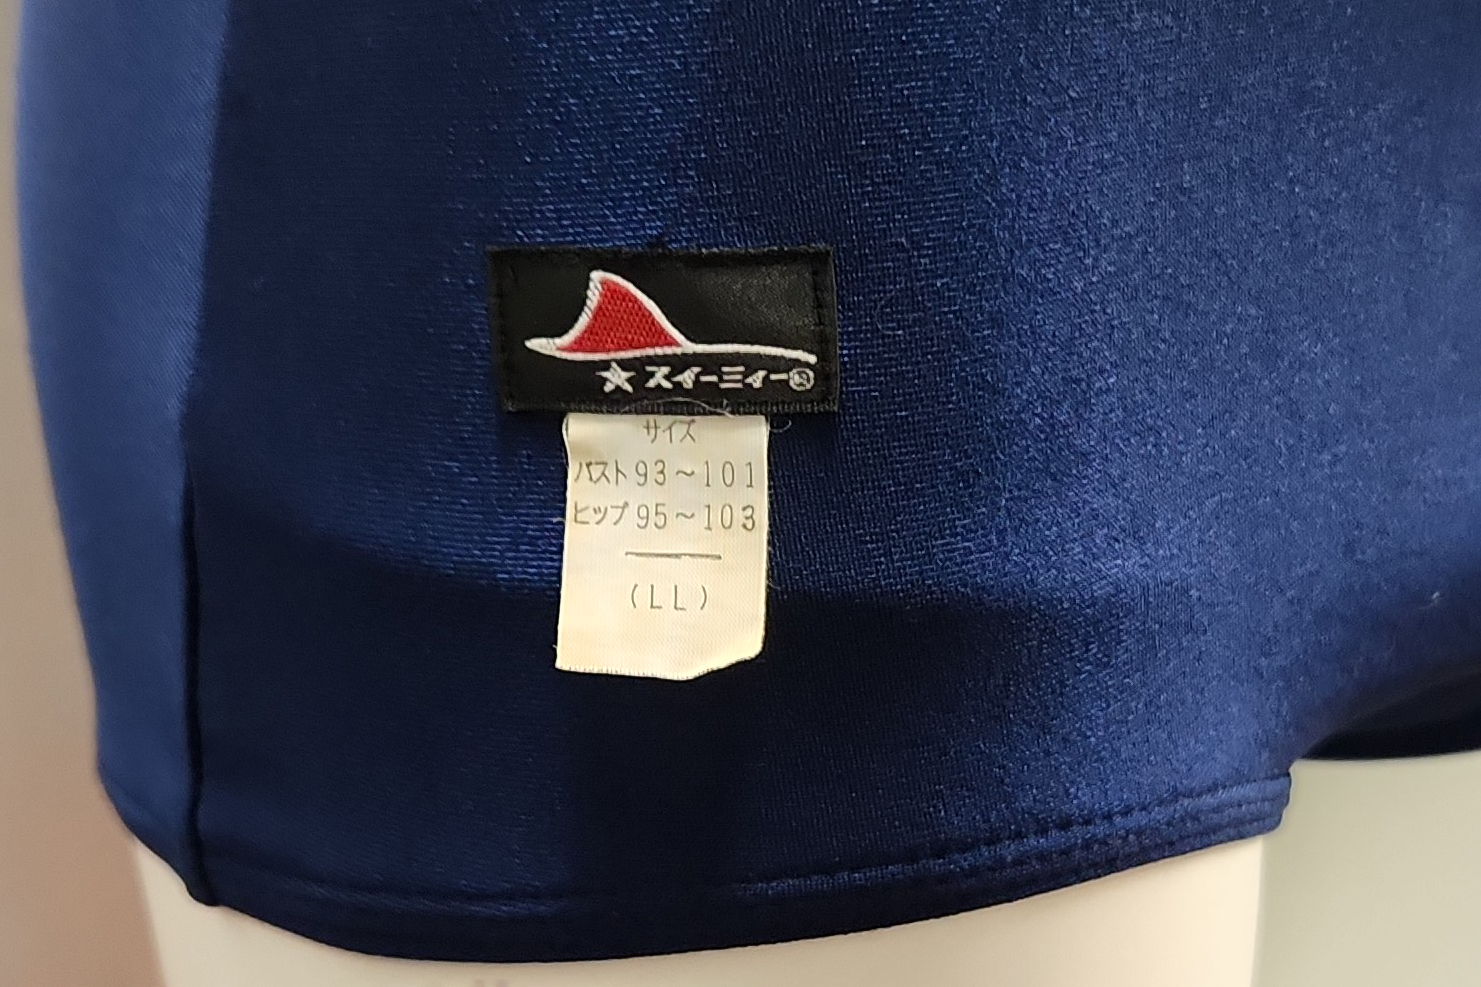 ★スイーミィー®
サイズ
バスト93～101
ヒップ95～103
(LL)